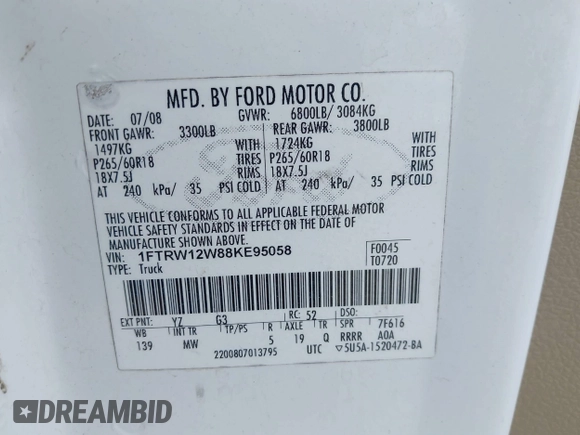 MFD. BY FORD MOTOR CO.
DATE: 07/08 GVWR: 6800LB/ 3084KG
FRONT GAWR: 3300LB REAR GAWR: 3800LB
1497KG WITH 1724KG WITH
P265/60R18 TIRES P265/60R18 TIRES
18X7.5J RIMS 18X7.5J RIMS
AT 240 kPa/ 35 PSI COLD AT 240 kPa/ 35 PSI COLD
THIS VEHICLE CONFORMS TO ALL APPLICABLE FEDERAL MOTOR
VEHICLE SAFETY STANDARDS IN EFFECT ON THE DATE OF
MANUFACTURE SHOWN ABOVE.
VIN: 1FTRW12W88KE95058 F0045
TYPE: Truck T0720
EXT PNT: YZ G3 RC: 52 DSO:
WB INT TR TP/PS R AXLE TR SPR 7F616
139 MW 5 19 Q RRRR AOA
2200807013795 UTC ▽5U5A-1520472-BA
DREAMBID